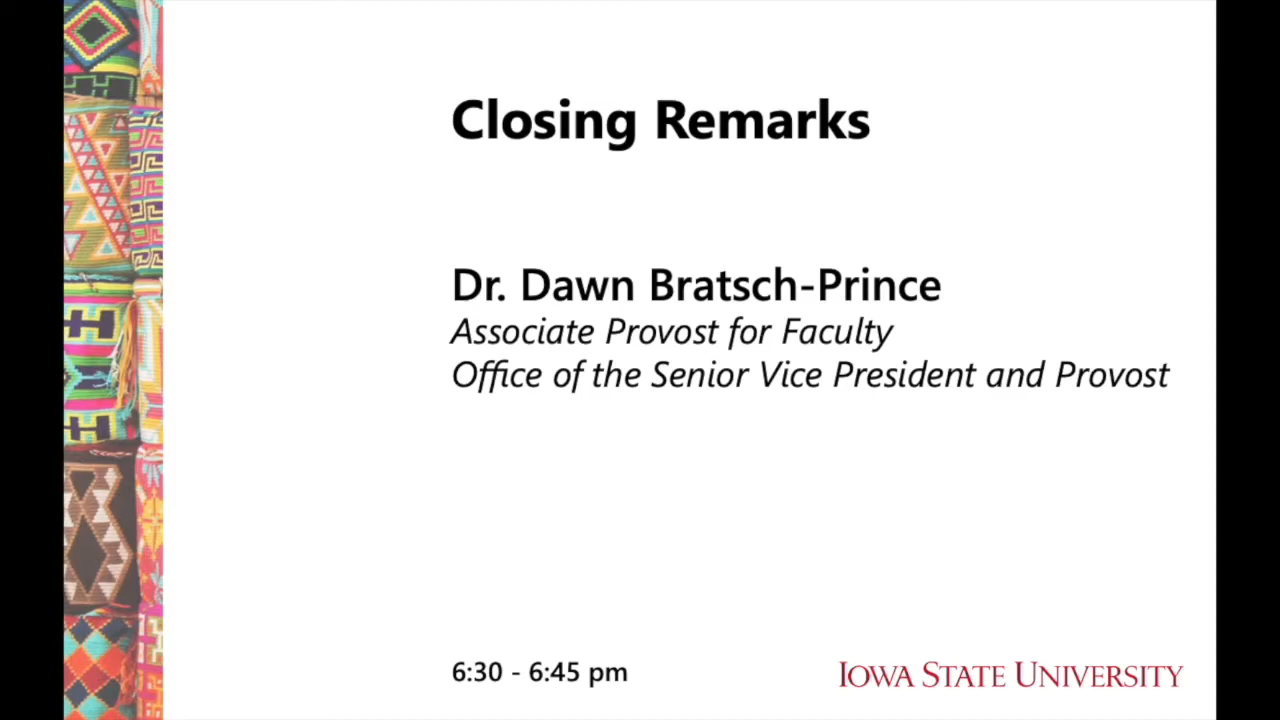 Closing Remarks
Dr. Dawn Bratsch-Prince
Associate Provost for Faculty
Office of the Senior Vice President and Provost
6:30 - 6:45 pm
IOWA STATE UNIVERSITY